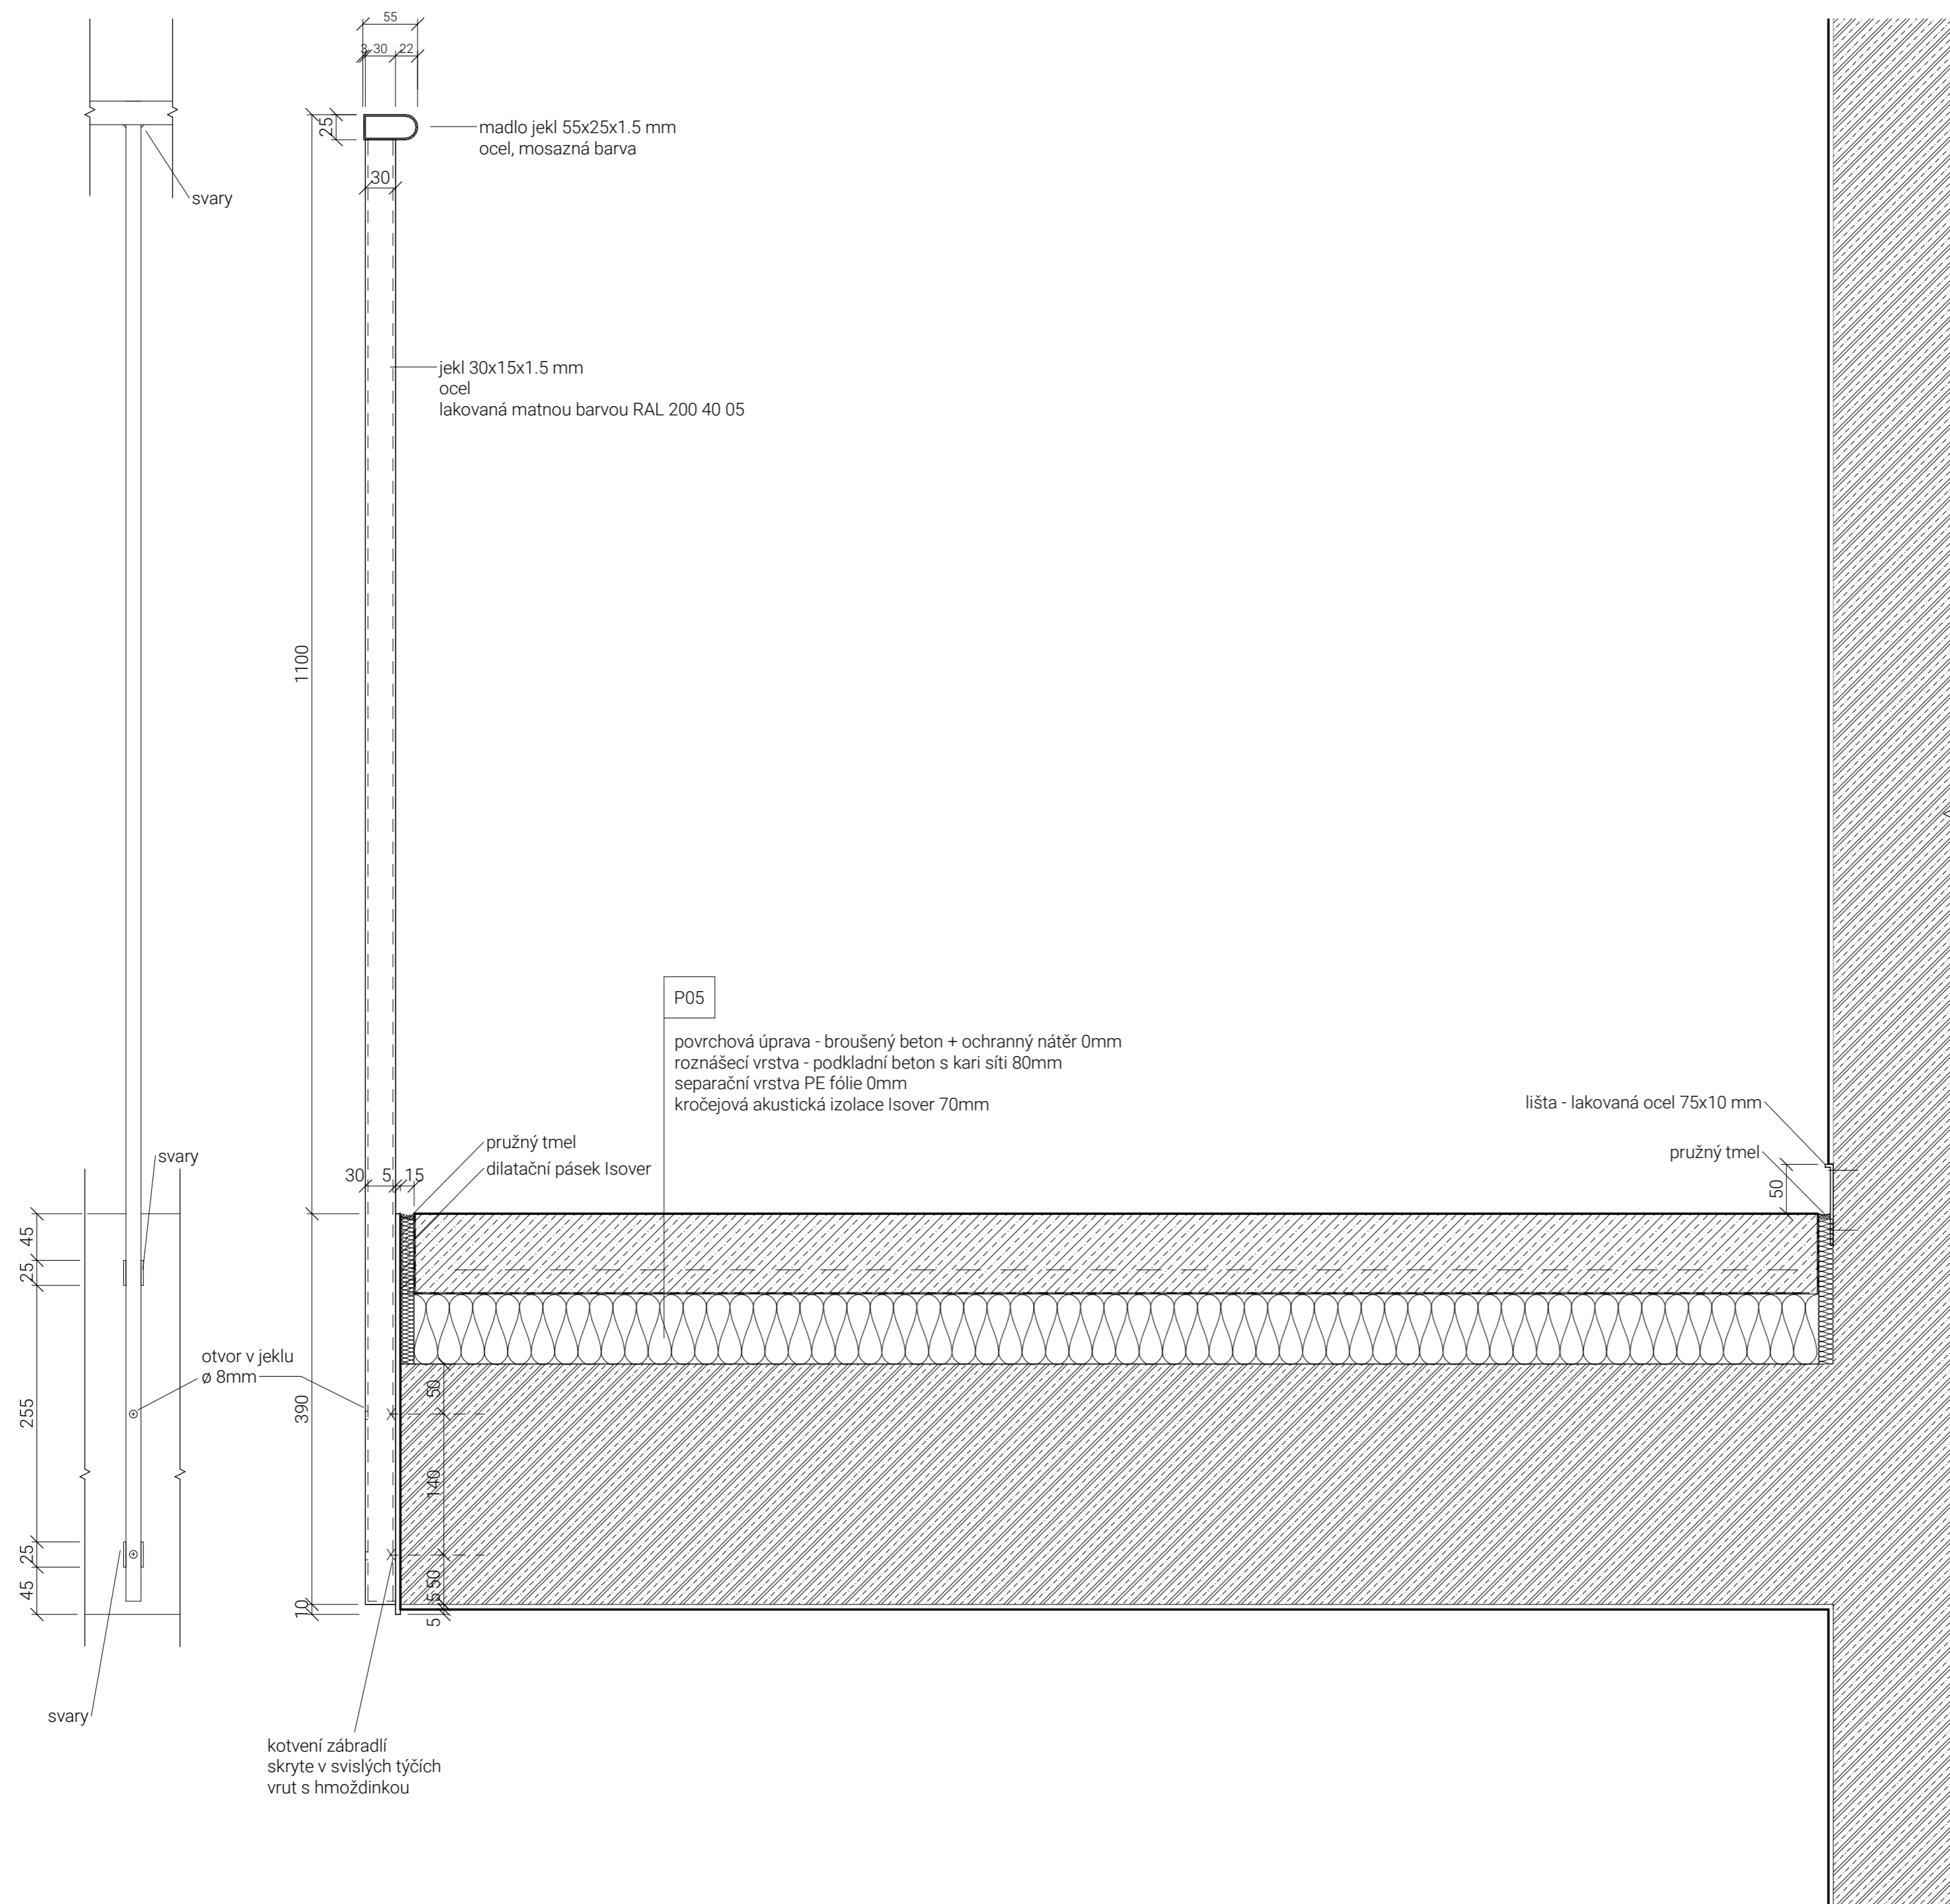 55
3 30 22
25
madlo jekl 55x25x1.5 mm
ocel, mosazná barva
30
svary
jekl 30x15x1.5 mm
ocel
lakovaná matnou barvou RAL 200 40 05
1100
P05
povrchová úprava - broušený beton + ochranný nátěr 0mm
roznášecí vrstva - podkladní beton s kari síti 80mm
separační vrstva PE fólie 0mm
kročejová akustická izolace Isover 70mm
lišta - lakovaná ocel 75x10 mm
pružný tmel
50
pružný tmel
dilatační pásek Isover
30 5 15
svary
45
25
255
25
45
otvor v jeklu
ø 8mm
390
10
50
140
50
5
5
svary
kotvení zábradlí
skryte v svislých týčích
vrut s hmoždinkou